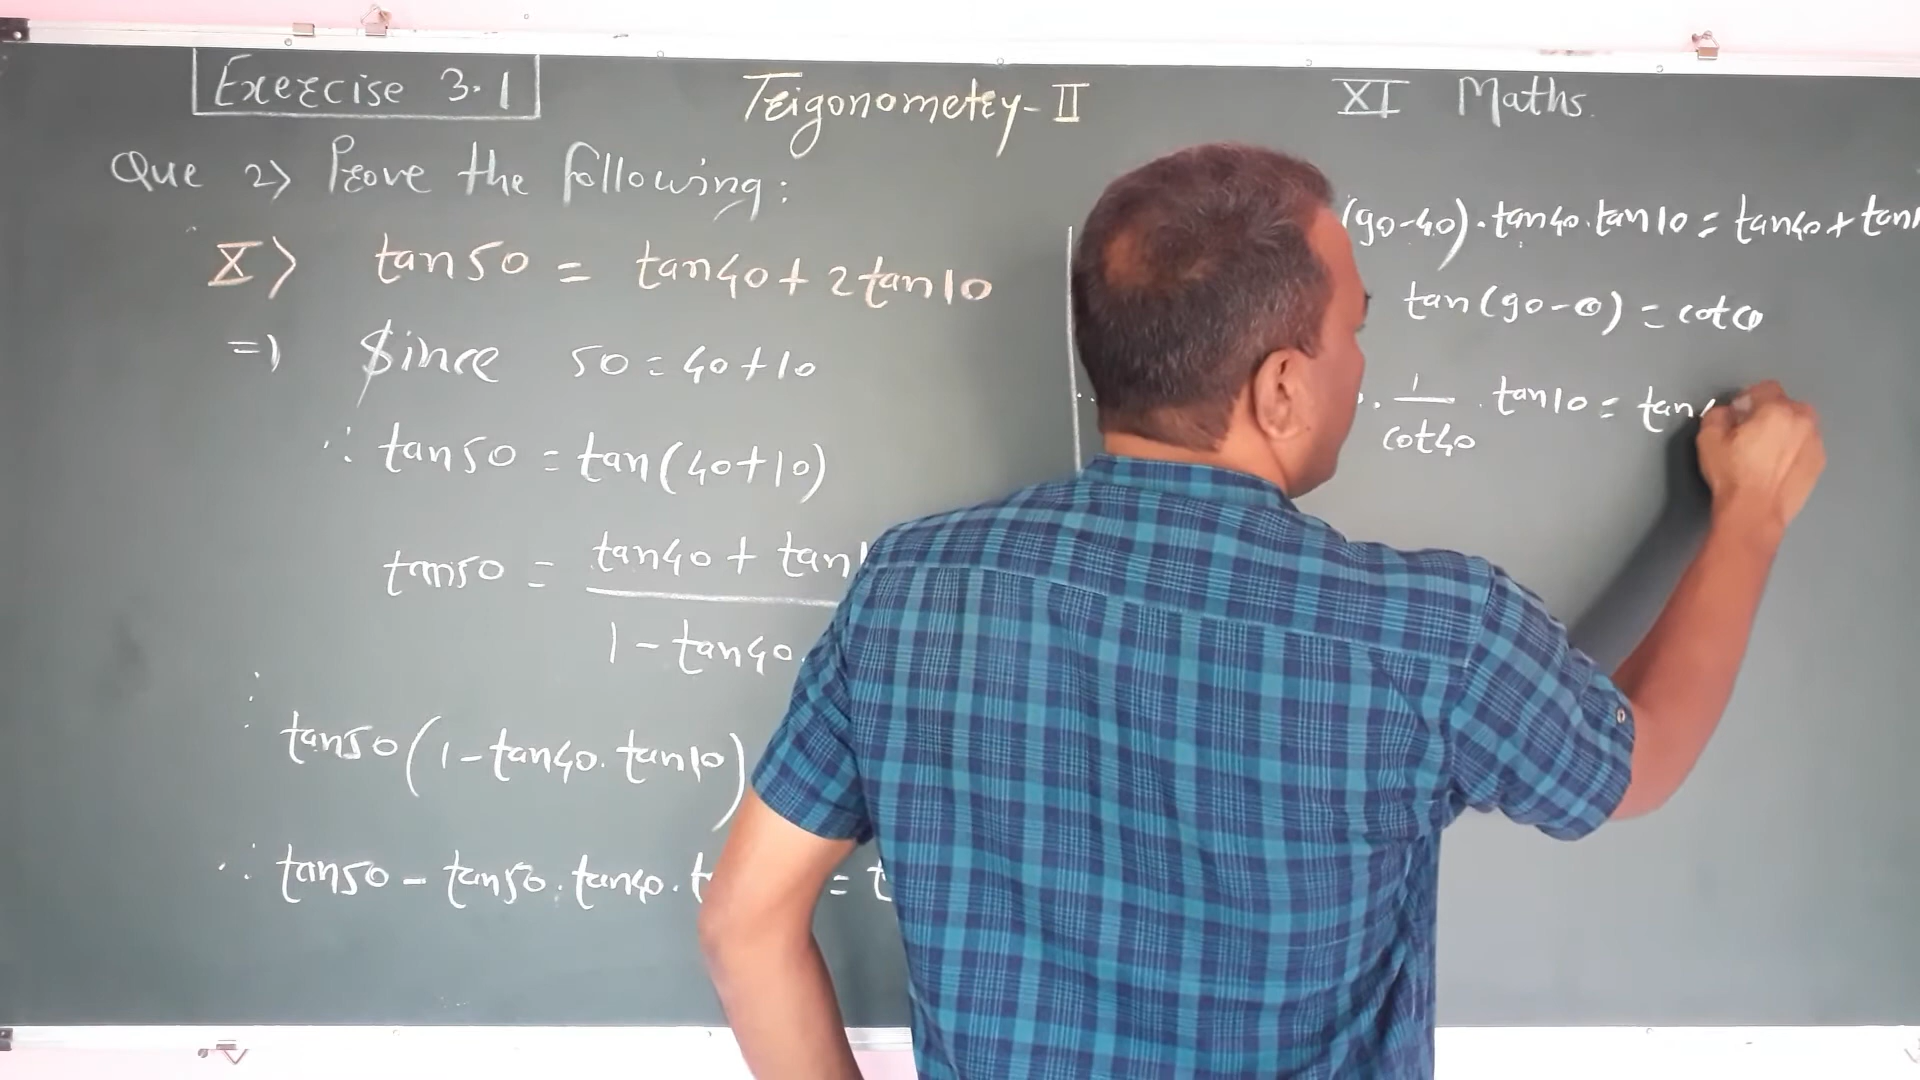 Exercise 3.1
Trigonometry-II
XI Maths.
Que 2> Prove the following:
X> tan50 = tan40 + 2tan10
=> Since 50 = 40+10
∴ tan50 = tan(40+10)
tan50 = tan40 + tan
1 - tan40.
tan50(1-tan40.tan10)
∴ tan50 - tan50.tan40.t = t
(90-40).tan40.tan10 = tan40 + tan1
tan(90-θ) = cotθ
. 1/cot40 . tan10 = tan